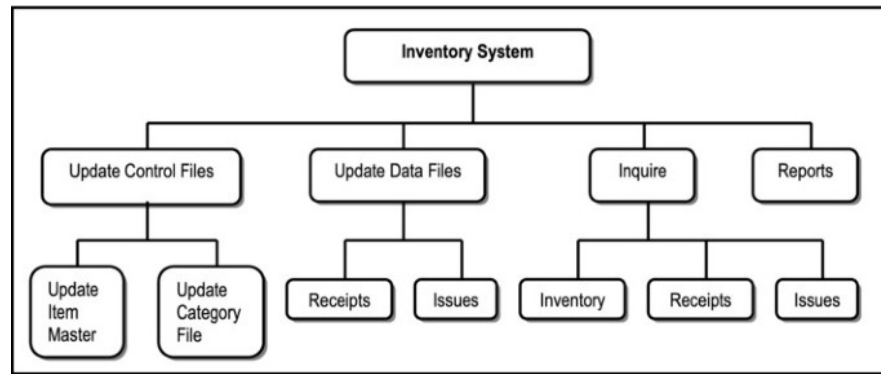 Inventory System
Update Control Files
Update Data Files
Inquire
Reports
Update
Item
Master
Update
Category
File
Receipts
Issues
Inventory
Receipts
Issues